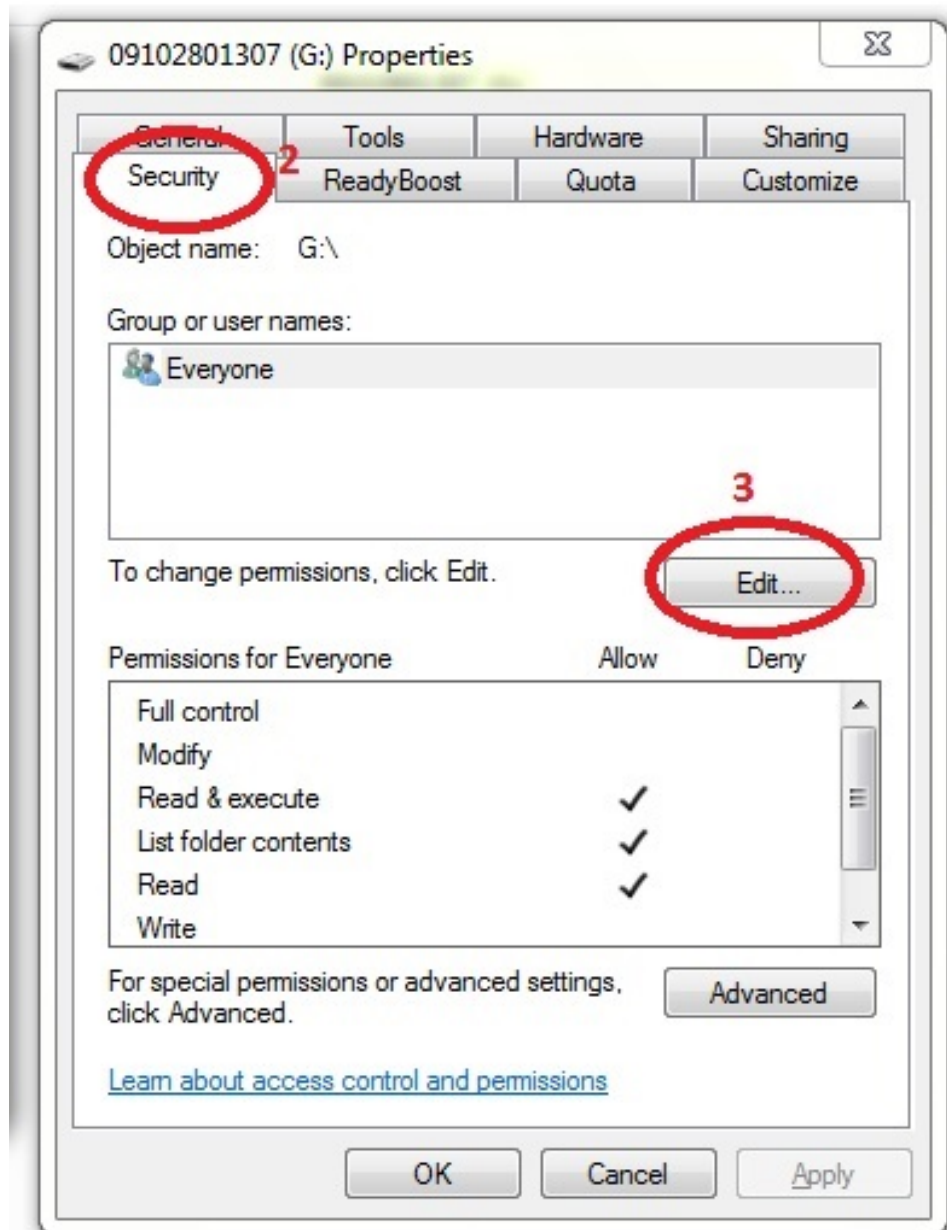 09102801307 (G:) Properties
General Tools Hardware Sharing
Security 2 ReadyBoost Quota Customize
Object name: G:\
Group or user names:
Everyone
3
To change permissions, click Edit.
Edit...
Permissions for Everyone Allow Deny
Full control
Modify
Read & execute
List folder contents
Read
Write
For special permissions or advanced settings,
click Advanced.
Advanced
Learn about access control and permissions
OK Cancel Apply